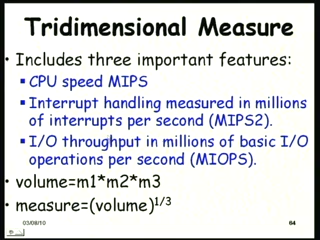 Tridimensional Measure
• Includes three important features:
▪ CPU speed MIPS
▪ Interrupt handling measured in millions
of interrupts per second (MIPS2).
▪ I/O throughput in millions of basic I/O
operations per second (MIOPS).
• volume=m1*m2*m3
• measure=(volume)^1/3
03/08/10
64